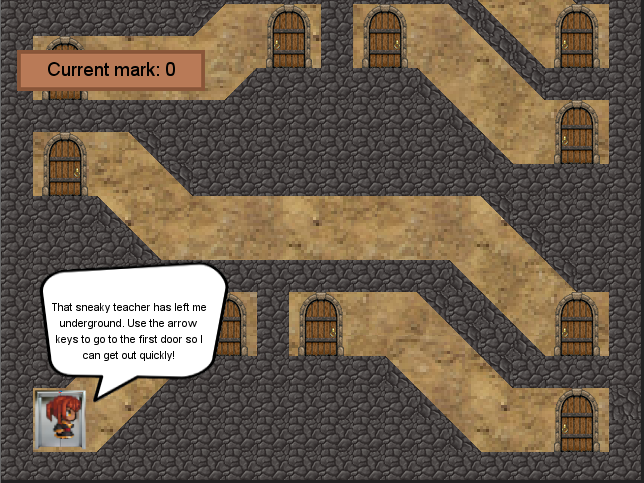 Current mark: 0
That sneaky teacher has left me
underground. Use the arrow
keys to go to the first door so I
can get out quickly!